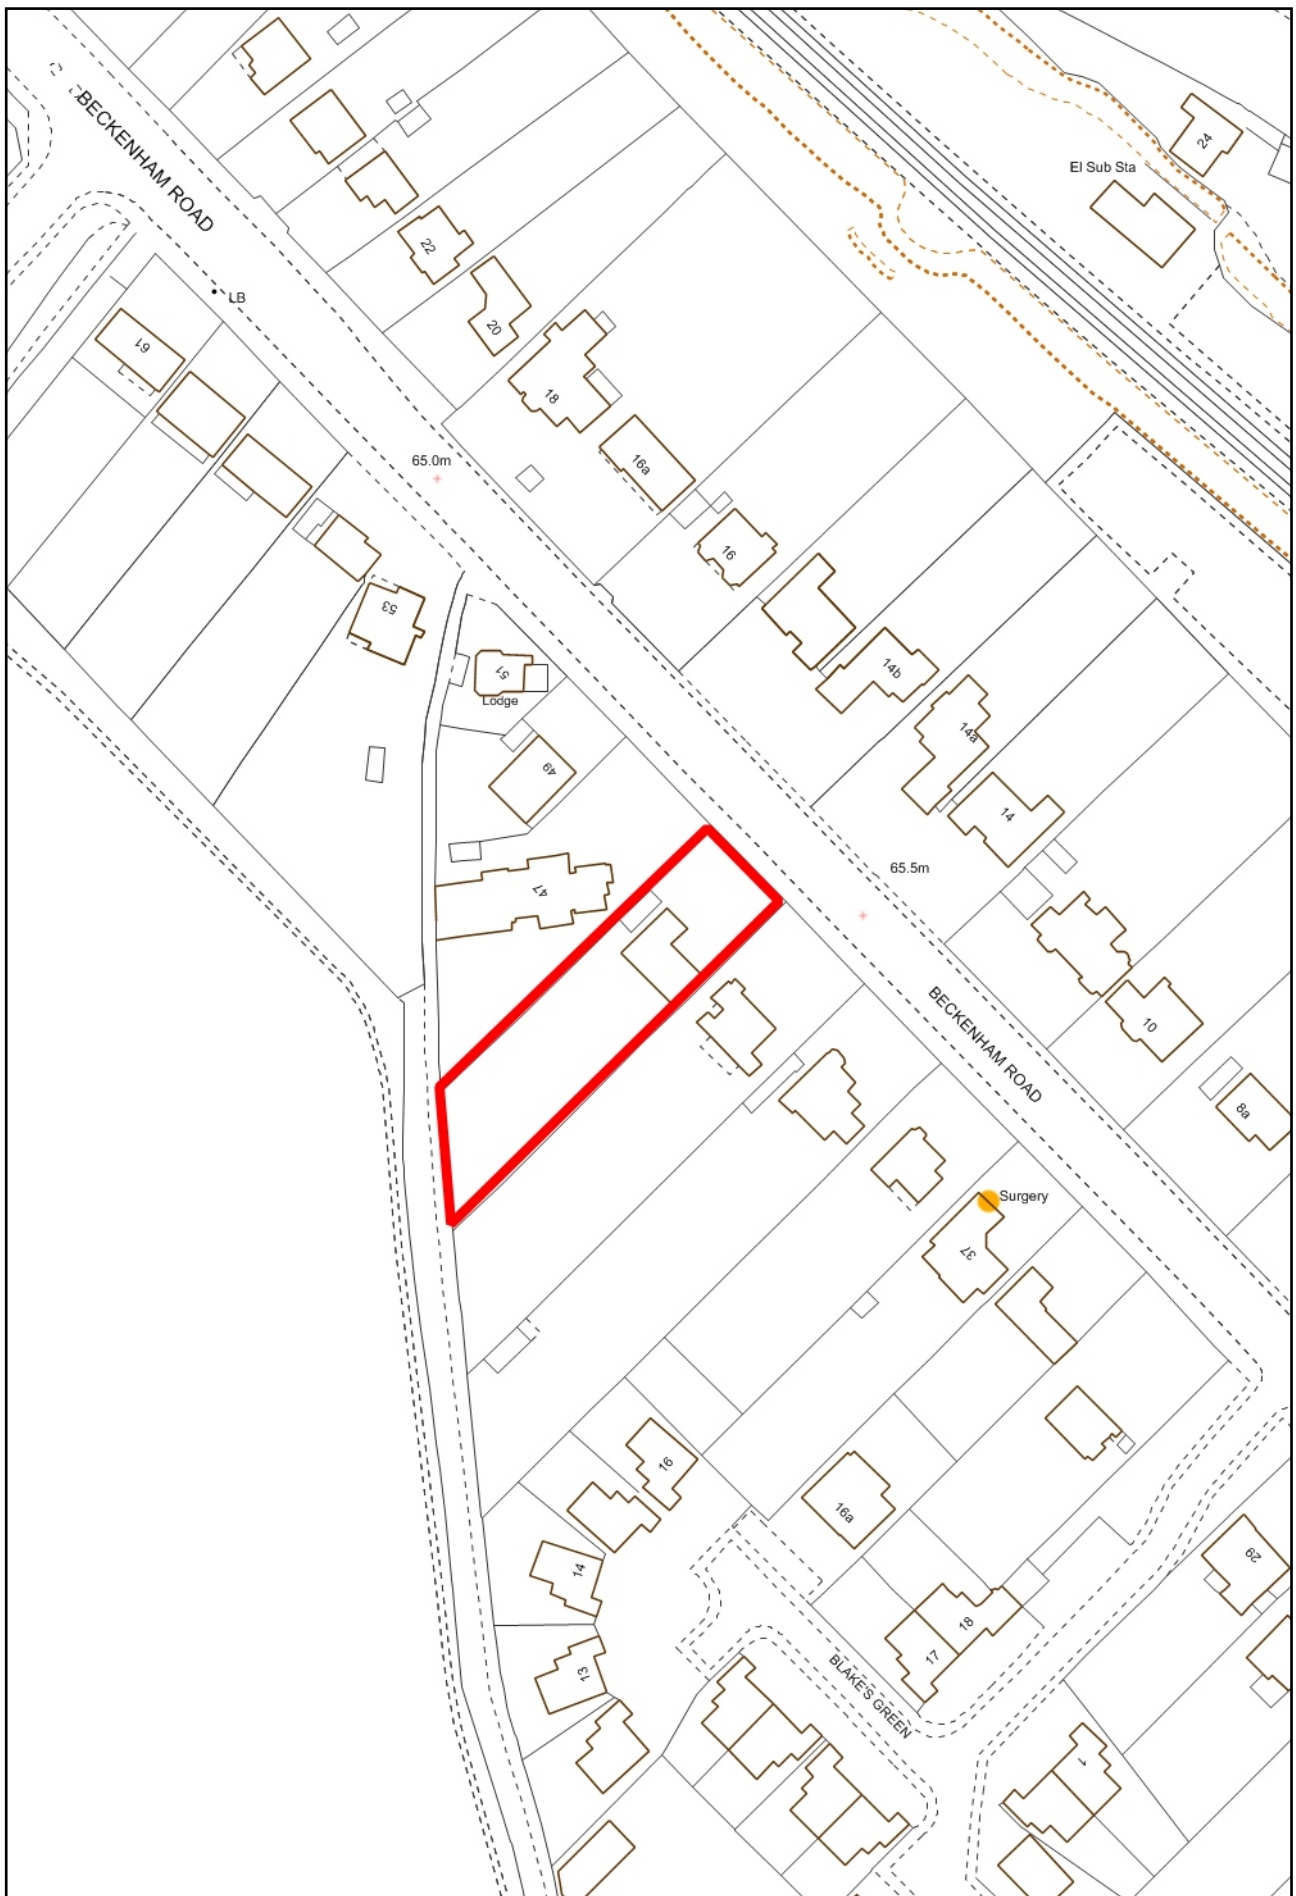 BECKENHAM ROAD
24
El Sub Sta
22
LB
20
61
18
65.0m
16a
16
53
14b
51
Lodge
14a
49
14
65.5m
47
BECKENHAM ROAD
10
8a
Surgery
37
16
16a
14
29
18
17
13
BLAKE'S GREEN
1